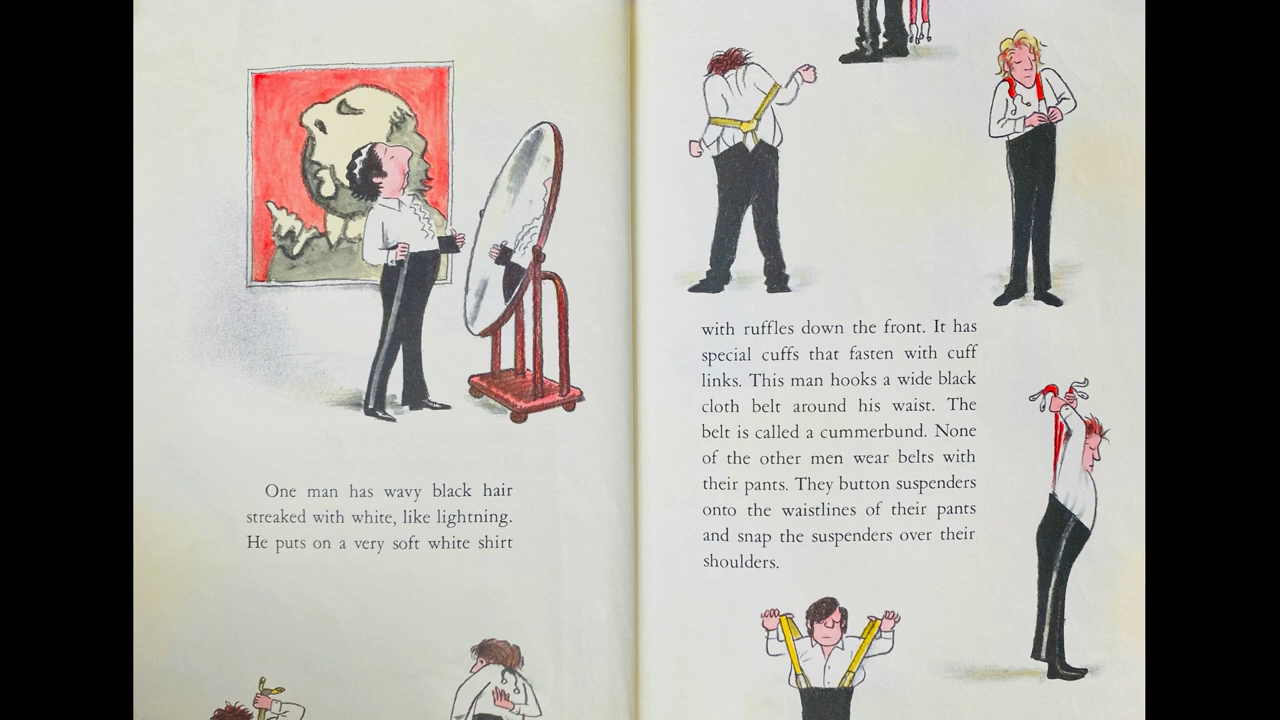 One man has wavy black hair
streaked with white, like lightning.
He puts on a very soft white shirt
with ruffles down the front. It has
special cuffs that fasten with cuff
links. This man hooks a wide black
cloth belt around his waist. The
belt is called a cummerbund. None
of the other men wear belts with
their pants. They button suspenders
onto the waistlines of their pants
and snap the suspenders over their
shoulders.